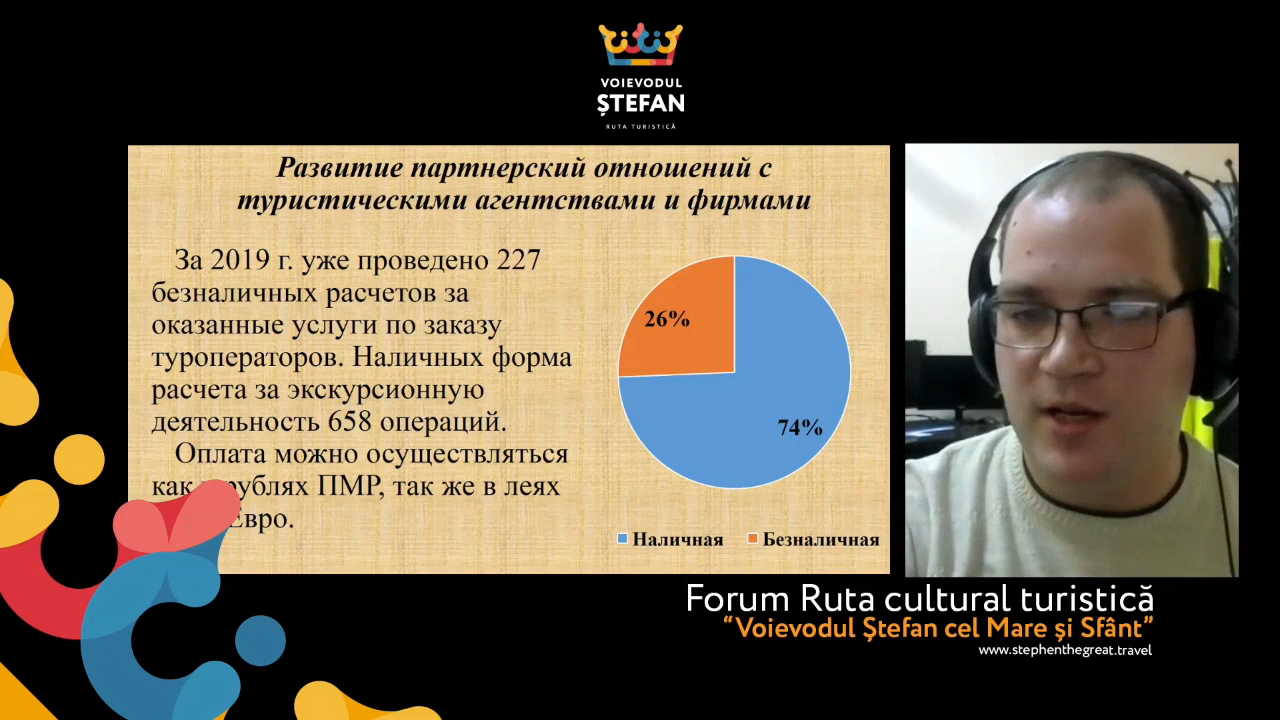 VOIEVODUL
ȘTEFAN
RUTA TURISTICĂ
Развитие партнерский отношений с
туристическими агентствами и фирмами
За 2019 г. уже проведено 227
безналичных расчетов за
оказанные услуги по заказу
туроператоров. Наличных форма
расчета за экскурсионную
деятельность 658 операций.
Оплата можно осуществляться
как рублях ПМР, так же в леях
Евро.
26%
74%
Наличная
Безналичная
Forum Ruta cultural turistică
“Voievodul Ștefan cel Mare și Sfânt”
www.stephenthegreat.travel